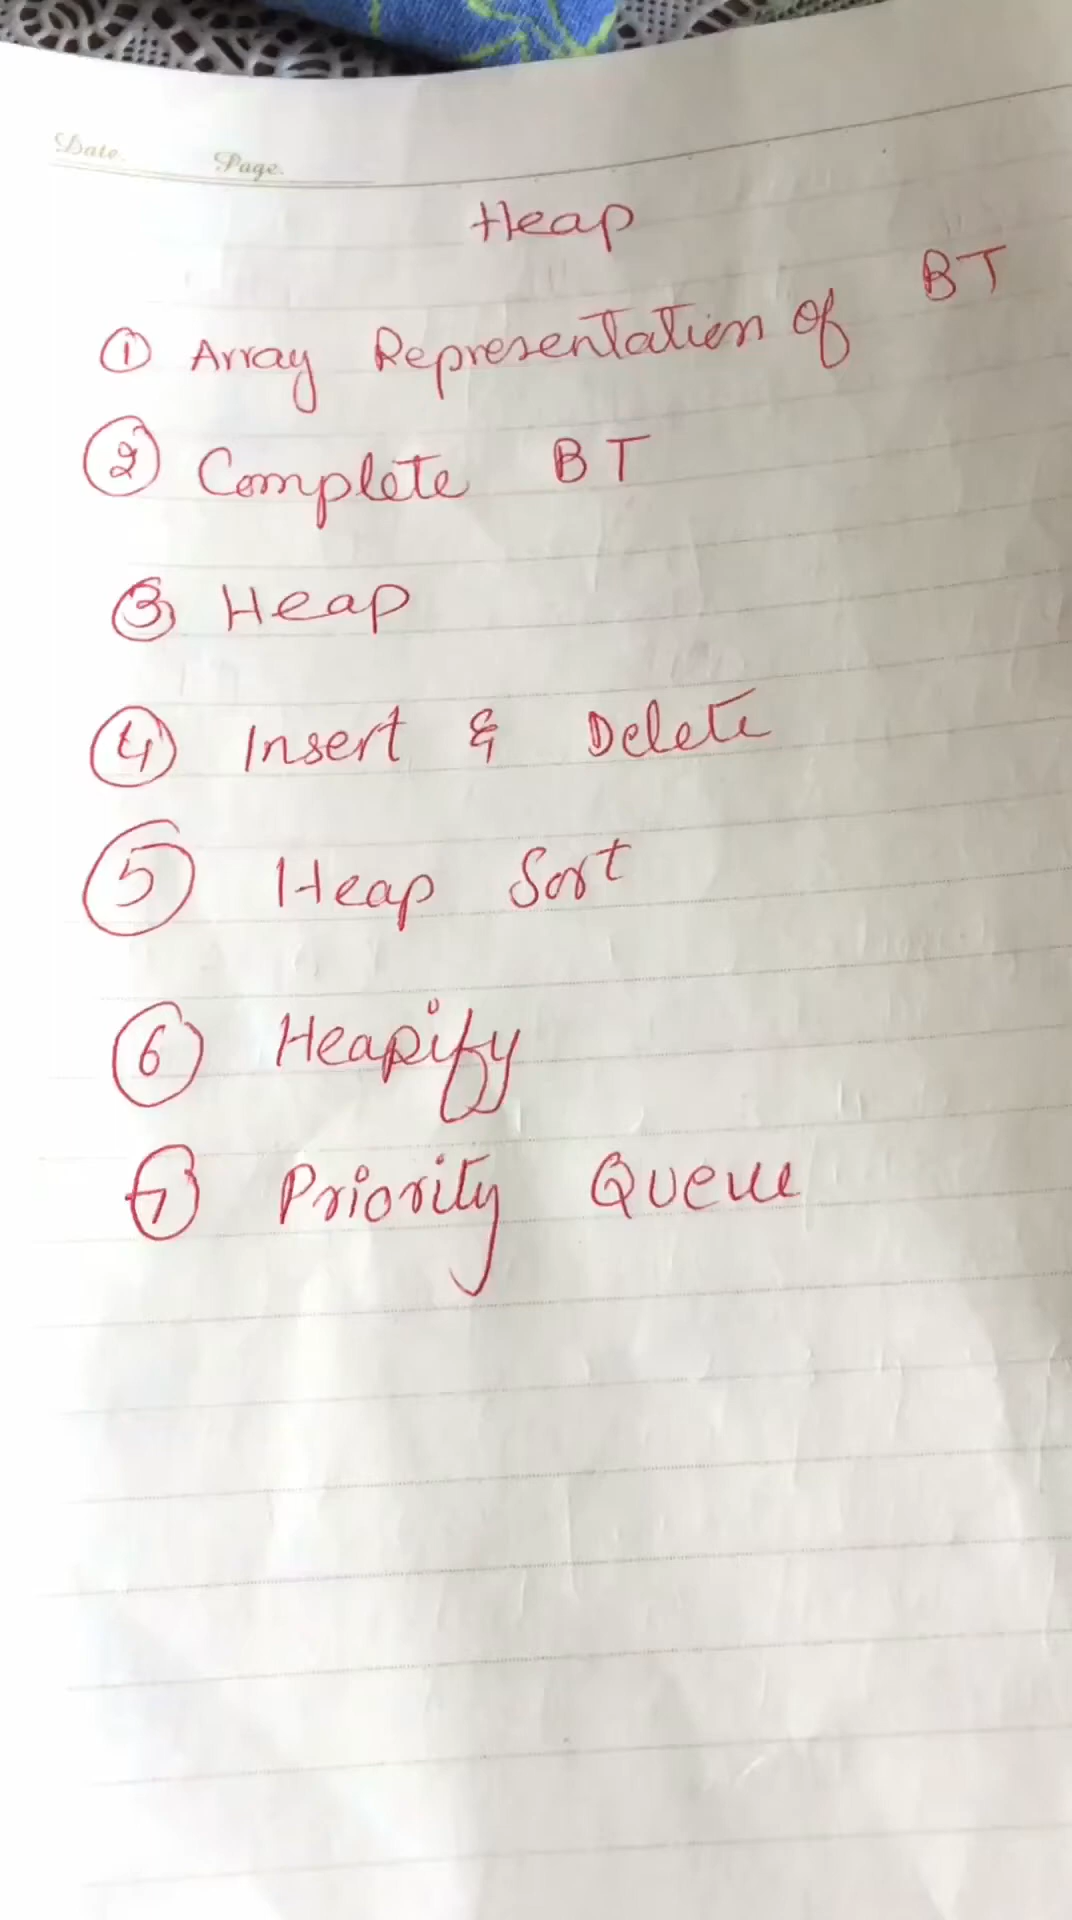 Date. Page.
Heap
① Array Representation of BT
② Complete BT
③ Heap
④ Insert & Delete
⑤ Heap Sort
⑥ Heapify
⑦ Priority Queue